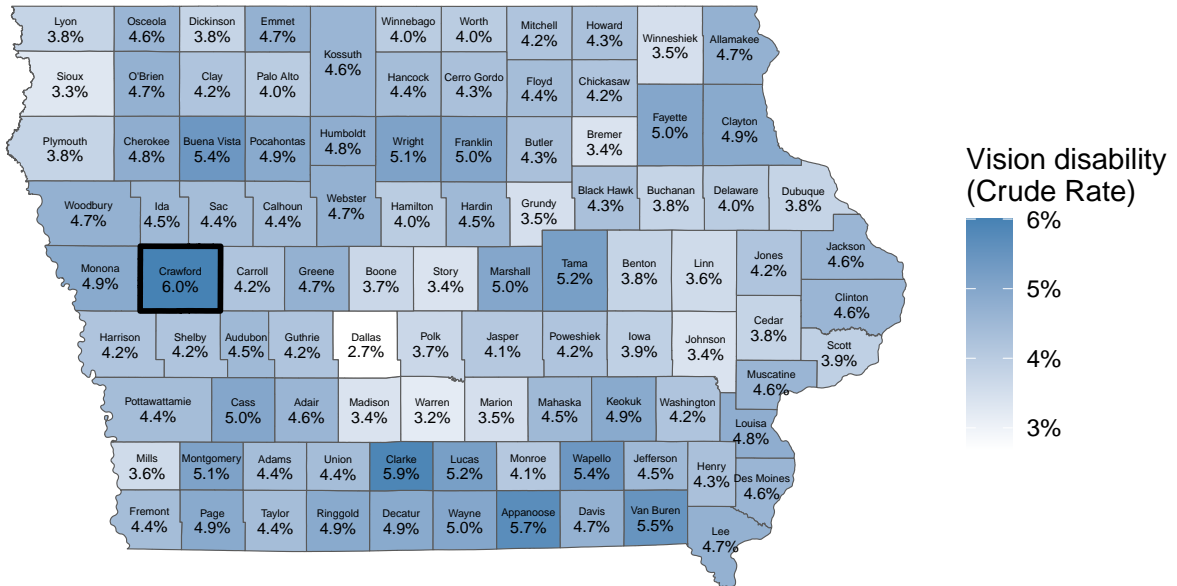 Lyon
3.8%
Osceola
4.6%
Dickinson
3.8%
Emmet
4.7%
Winnebago
4.0%
Worth
4.0%
Mitchell
4.2%
Howard
4.3%
Winneshiek
3.5%
Allamakee
4.7%
Kossuth
4.6%
Sioux
3.3%
O'Brien
4.7%
Clay
4.2%
Palo Alto
4.0%
Hancock
4.4%
Cerro Gordo
4.3%
Floyd
4.4%
Chickasaw
4.2%
Fayette
5.0%
Clayton
4.9%
Plymouth
3.8%
Cherokee
4.8%
Buena Vista
5.4%
Pocahontas
4.9%
Humboldt
4.8%
Wright
5.1%
Franklin
5.0%
Butler
4.3%
Bremer
3.4%
Woodbury
4.7%
Ida
4.5%
Sac
4.4%
Calhoun
4.4%
Webster
4.7%
Hamilton
4.0%
Hardin
4.5%
Grundy
3.5%
Black Hawk
4.3%
Buchanan
3.8%
Delaware
4.0%
Dubuque
3.8%
Monona
4.9%
Crawford
6.0%
Carroll
4.2%
Greene
4.7%
Boone
3.7%
Story
3.4%
Marshall
5.0%
Tama
5.2%
Benton
3.8%
Linn
3.6%
Jones
4.2%
Jackson
4.6%
Clinton
4.6%
Harrison
4.2%
Shelby
4.2%
Audubon
4.5%
Guthrie
4.2%
Dallas
2.7%
Polk
3.7%
Jasper
4.1%
Poweshiek
4.2%
Iowa
3.9%
Johnson
3.4%
Cedar
3.8%
Scott
3.9%
Muscatine
4.6%
Pottawattamie
4.4%
Cass
5.0%
Adair
4.6%
Madison
3.4%
Warren
3.2%
Marion
3.5%
Mahaska
4.5%
Keokuk
4.9%
Washington
4.2%
Louisa
4.8%
Mills
3.6%
Montgomery
5.1%
Adams
4.4%
Union
4.4%
Clarke
5.9%
Lucas
5.2%
Monroe
4.1%
Wapello
5.4%
Jefferson
4.5%
Henry
4.3%
Des Moines
4.6%
Fremont
4.4%
Page
4.9%
Taylor
4.4%
Ringgold
4.9%
Decatur
4.9%
Wayne
5.0%
Appanoose
5.7%
Davis
4.7%
Van Buren
5.5%
Lee
4.7%
Vision disability
(Crude Rate)
6%
5%
4%
3%